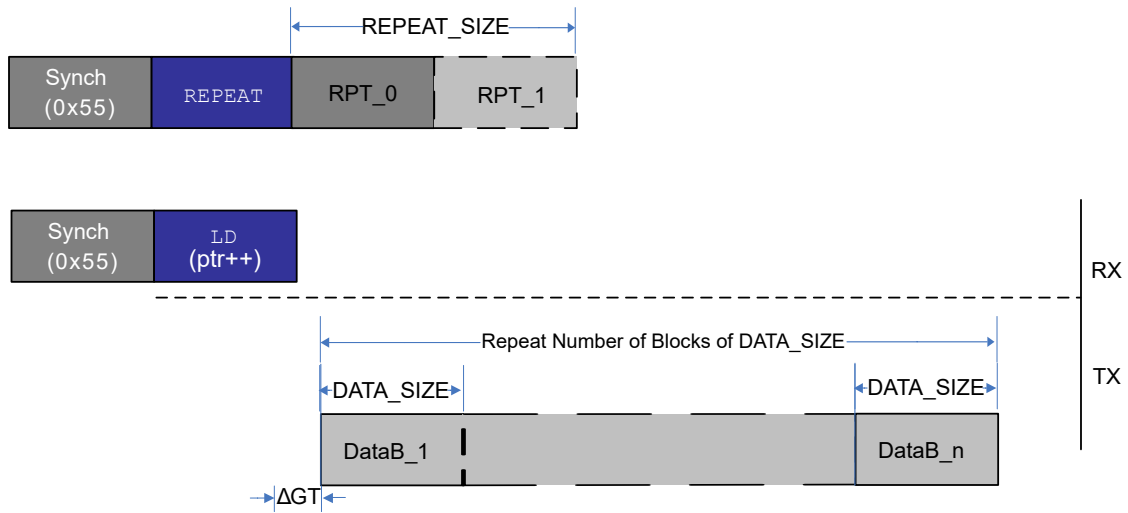 REPEAT_SIZE
Synch
(0x55)
REPEAT
RPT_0
RPT_1
Synch
(0x55)
LD
(ptr++)
RX
Repeat Number of Blocks of DATA_SIZE
TX
DATA_SIZE
DATA_SIZE
DataB_1
DataB_n
ΔGT